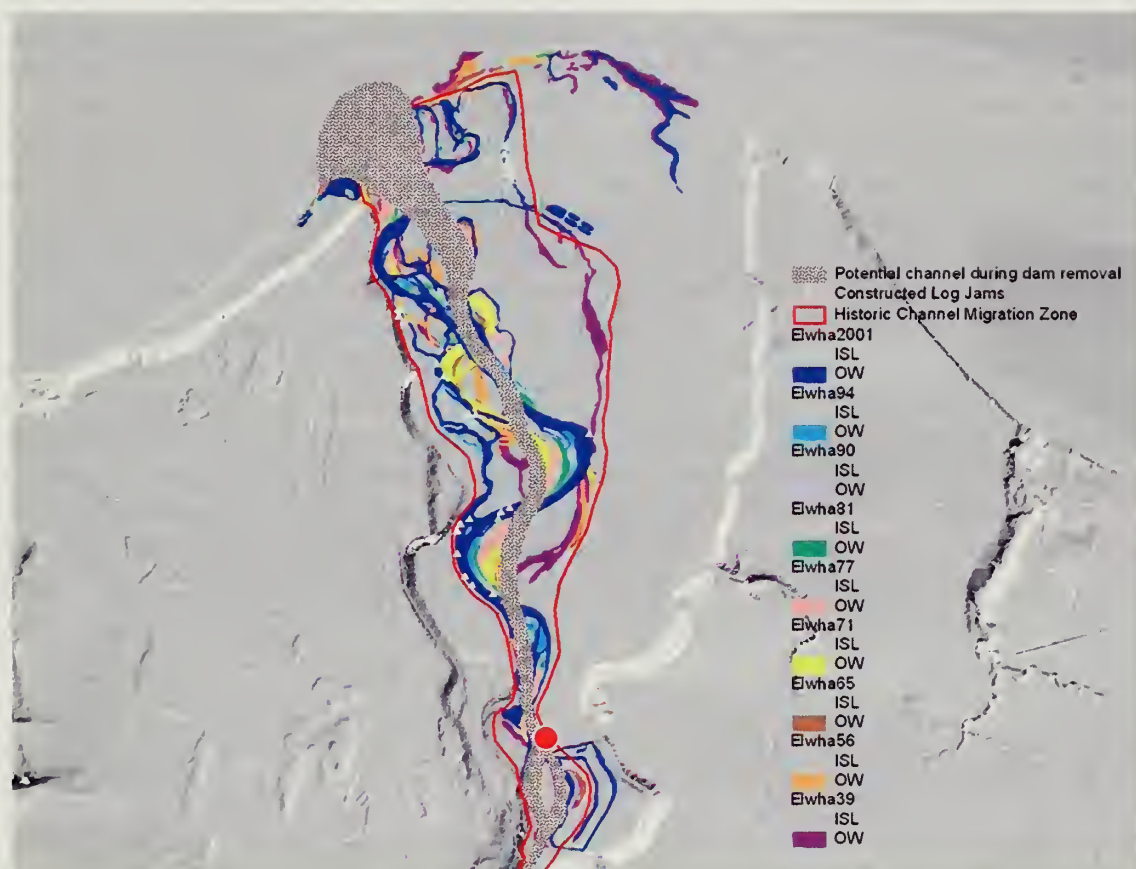 Potential channel during dam removal
Constructed Log Jams
Historic Channel Migration Zone
Elwha2001
ISL
OW
Elwha94
ISL
OW
Elwha90
ISL
OW
Elwha81
ISL
OW
Elwha77
ISL
OW
Elwha71
ISL
OW
Elwha65
ISL
OW
Elwha56
ISL
OW
Elwha39
ISL
OW